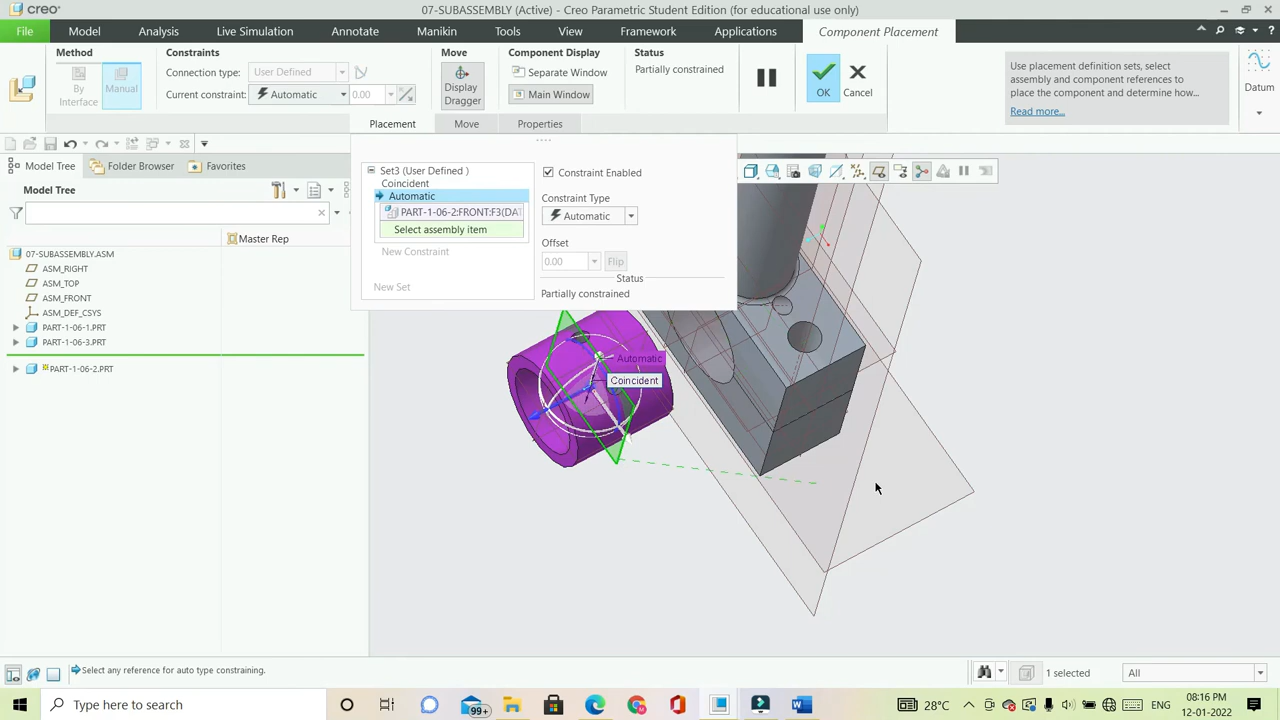 creo
07-SUBASSEMBLY (Active) - Creo Parametric Student Edition (for educational use only)
File Model Analysis Live Simulation Annotate Manikin Tools View Framework Applications Component Placement
Method Constraints Move Component Display Status
By Interface Manual
Connection type: User Defined
Current constraint: Automatic 0.00
Display Dragger
Separate Window
Main Window
Partially constrained
OK Cancel
Use placement definition sets, select
assembly and component references to
place the component and determine how...
Read more...
Datum
Placement Move Properties
Model Tree Folder Browser Favorites
Model Tree
Master Rep
07-SUBASSEMBLY.ASM
ASM_RIGHT
ASM_TOP
ASM_FRONT
ASM_DEF_CSYS
PART-1-06-1.PRT
PART-1-06-3.PRT
PART-1-06-2.PRT
Set3 (User Defined )
Coincident
Automatic
PART-1-06-2:FRONT:F3(DAT
Select assembly item
New Constraint
New Set
Constraint Enabled
Constraint Type
Automatic
Offset
0.00 Flip
Status
Partially constrained
Automatic
Coincident
Select any reference for auto type constraining.
1 selected
All
Type here to search
99+
28°C
ENG
08:16 PM
12-01-2022